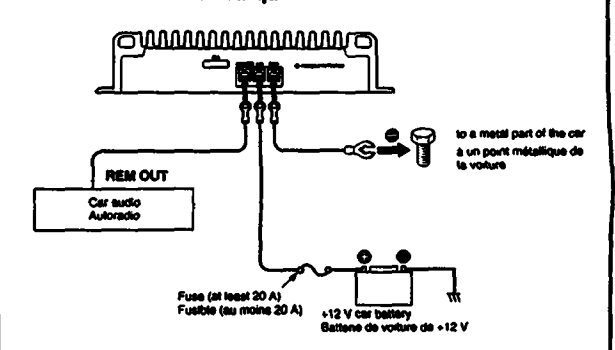 to a metal part of the car
à un point métallique de
la voiture
REM OUT
Car audio
Autoradio
Fuse (at least 20 A)
Fusible (au moins 20 A)
+12 V car battery
Batterie de voiture de +12 V